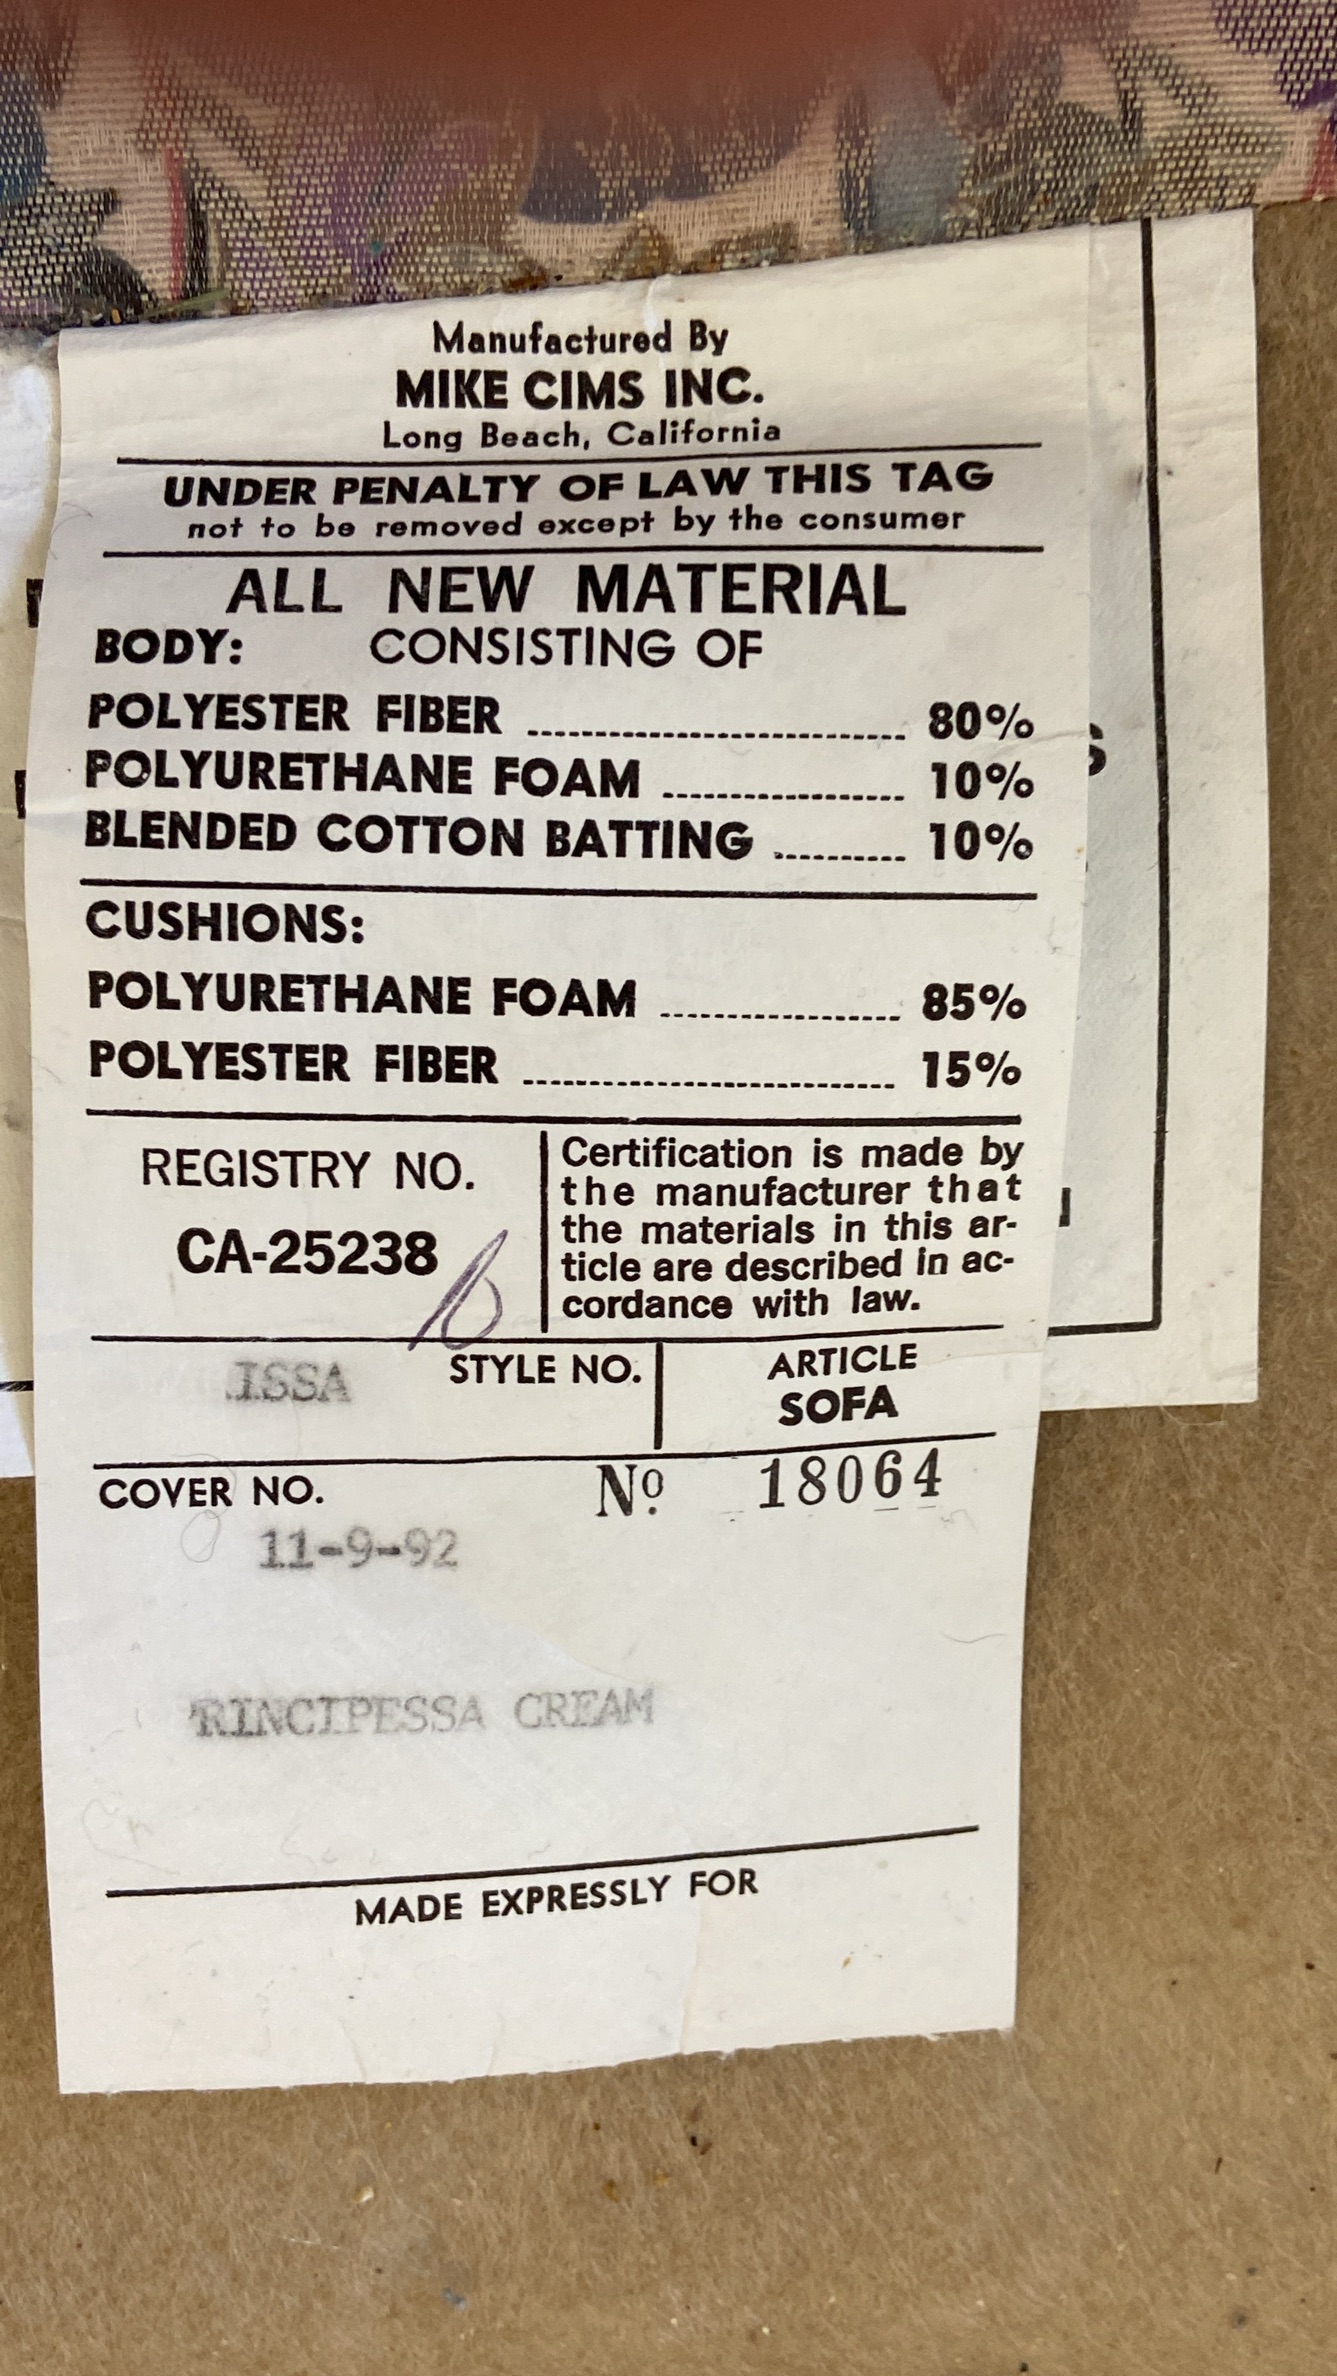 Manufactured By
MIKE CIMS INC.
Long Beach, California
UNDER PENALTY OF LAW THIS TAG
not to be removed except by the consumer
ALL NEW MATERIAL
BODY: CONSISTING OF
POLYESTER FIBER ............................ 80%
POLYURETHANE FOAM .................. 10%
BLENDED COTTON BATTING .......... 10%
CUSHIONS:
POLYURETHANE FOAM .................. 85%
POLYESTER FIBER ............................ 15%
REGISTRY NO.
CA-25238
Certification is made by
the manufacturer that
the materials in this ar-
ticle are described in ac-
cordance with law.
ISSA STYLE NO.
ARTICLE
SOFA
COVER NO. Nº 18064
11-9-92
RINCIPESSA CREAM
MADE EXPRESSLY FOR